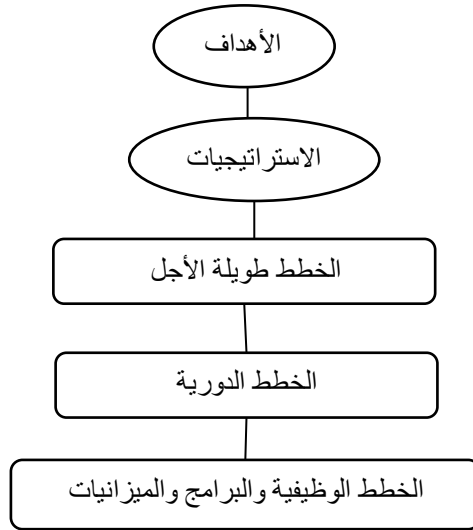 الأهداف
الاستراتيجيات
الخطط طويلة الأجل
الخطط الدورية
الخطط الوظيفية والبرامج والميزانيات